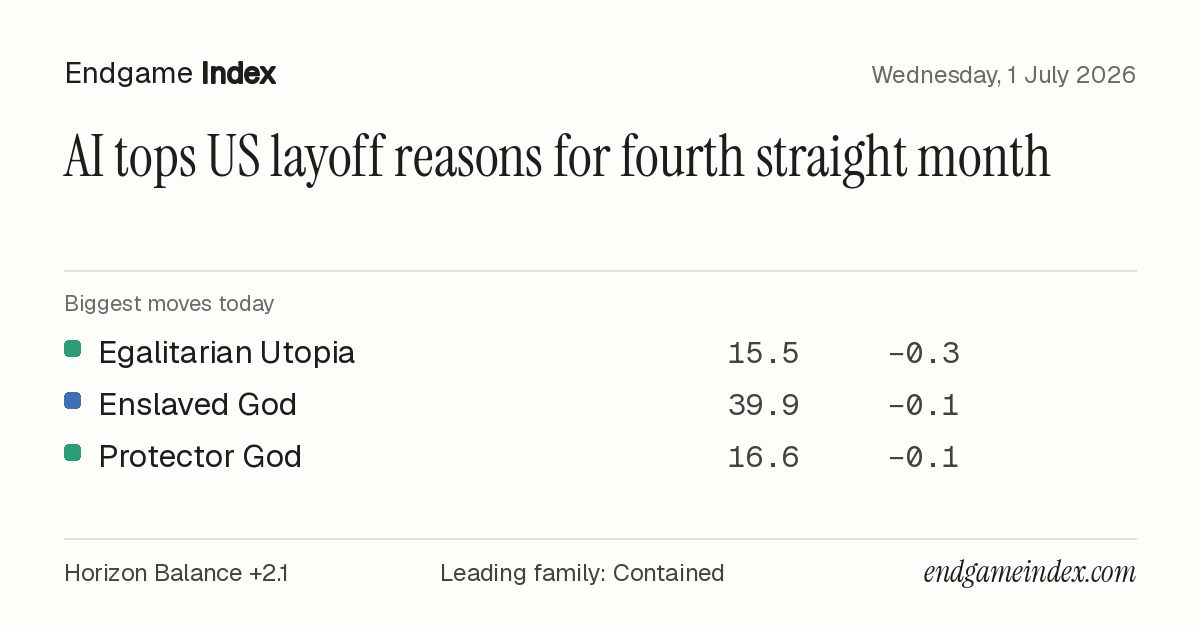 Endgame Index
Wednesday, 1 July 2026
AI tops US layoff reasons for fourth straight month
Biggest moves today
Egalitarian Utopia 15.5 −0.3
Enslaved God 39.9 −0.1
Protector God 16.6 −0.1
Horizon Balance +2.1
Leading family: Contained
endgameindex.com